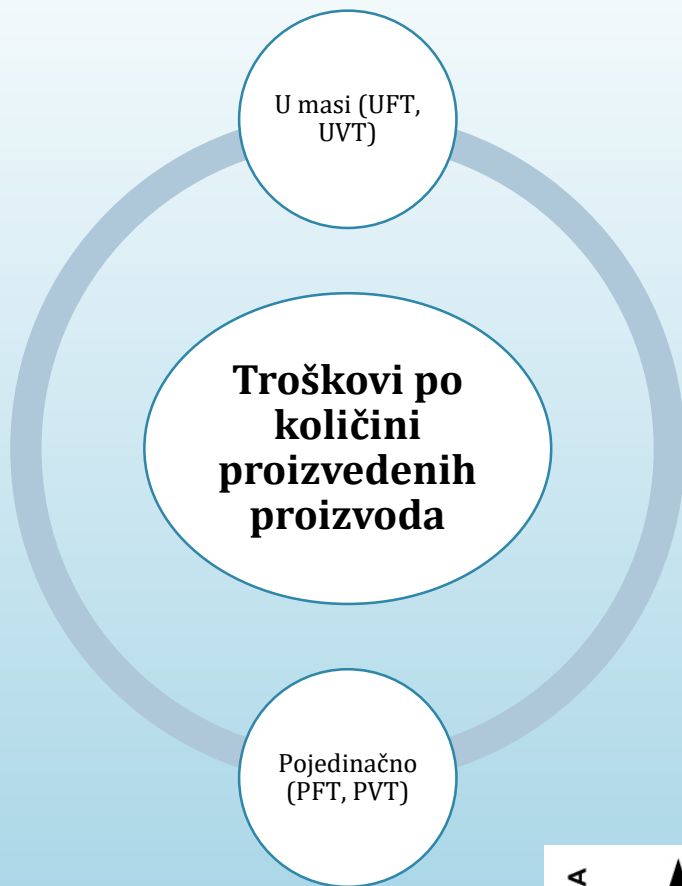 U masi (UFT,
UVT)
Troškovi po
količini
proizvedenih
proizvoda
Pojedinačno
(PFT, PVT)
A